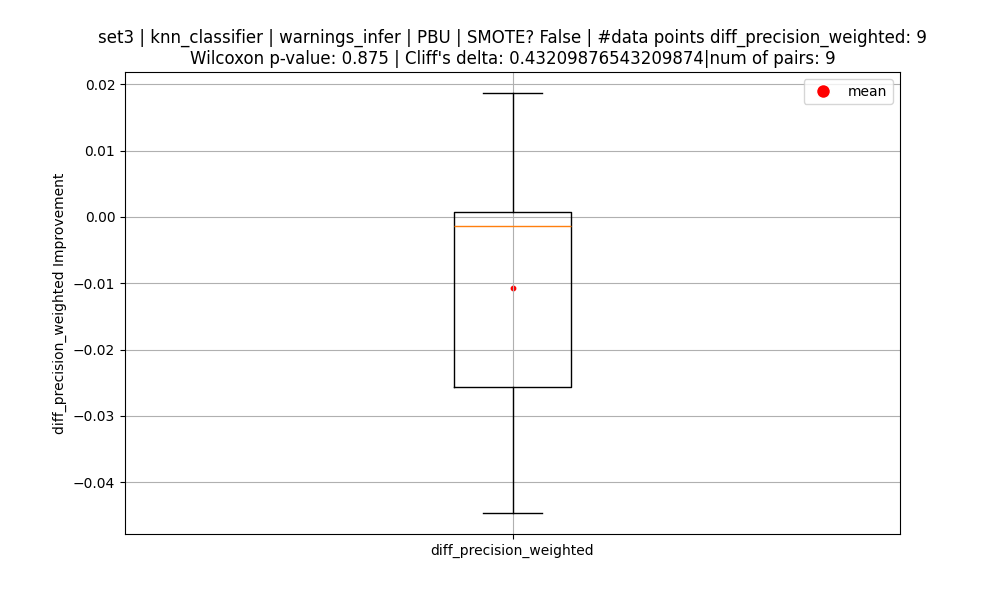 set3 | knn_classifier | warnings_infer | PBU | SMOTE? False | #data points diff_precision_weighted: 9
Wilcoxon p-value: 0.875 | Cliff's delta: 0.43209876543209874|num of pairs: 9
mean
0.02
0.01
0.00
−0.01
−0.02
−0.03
−0.04
diff_precision_weighted Improvement
diff_precision_weighted